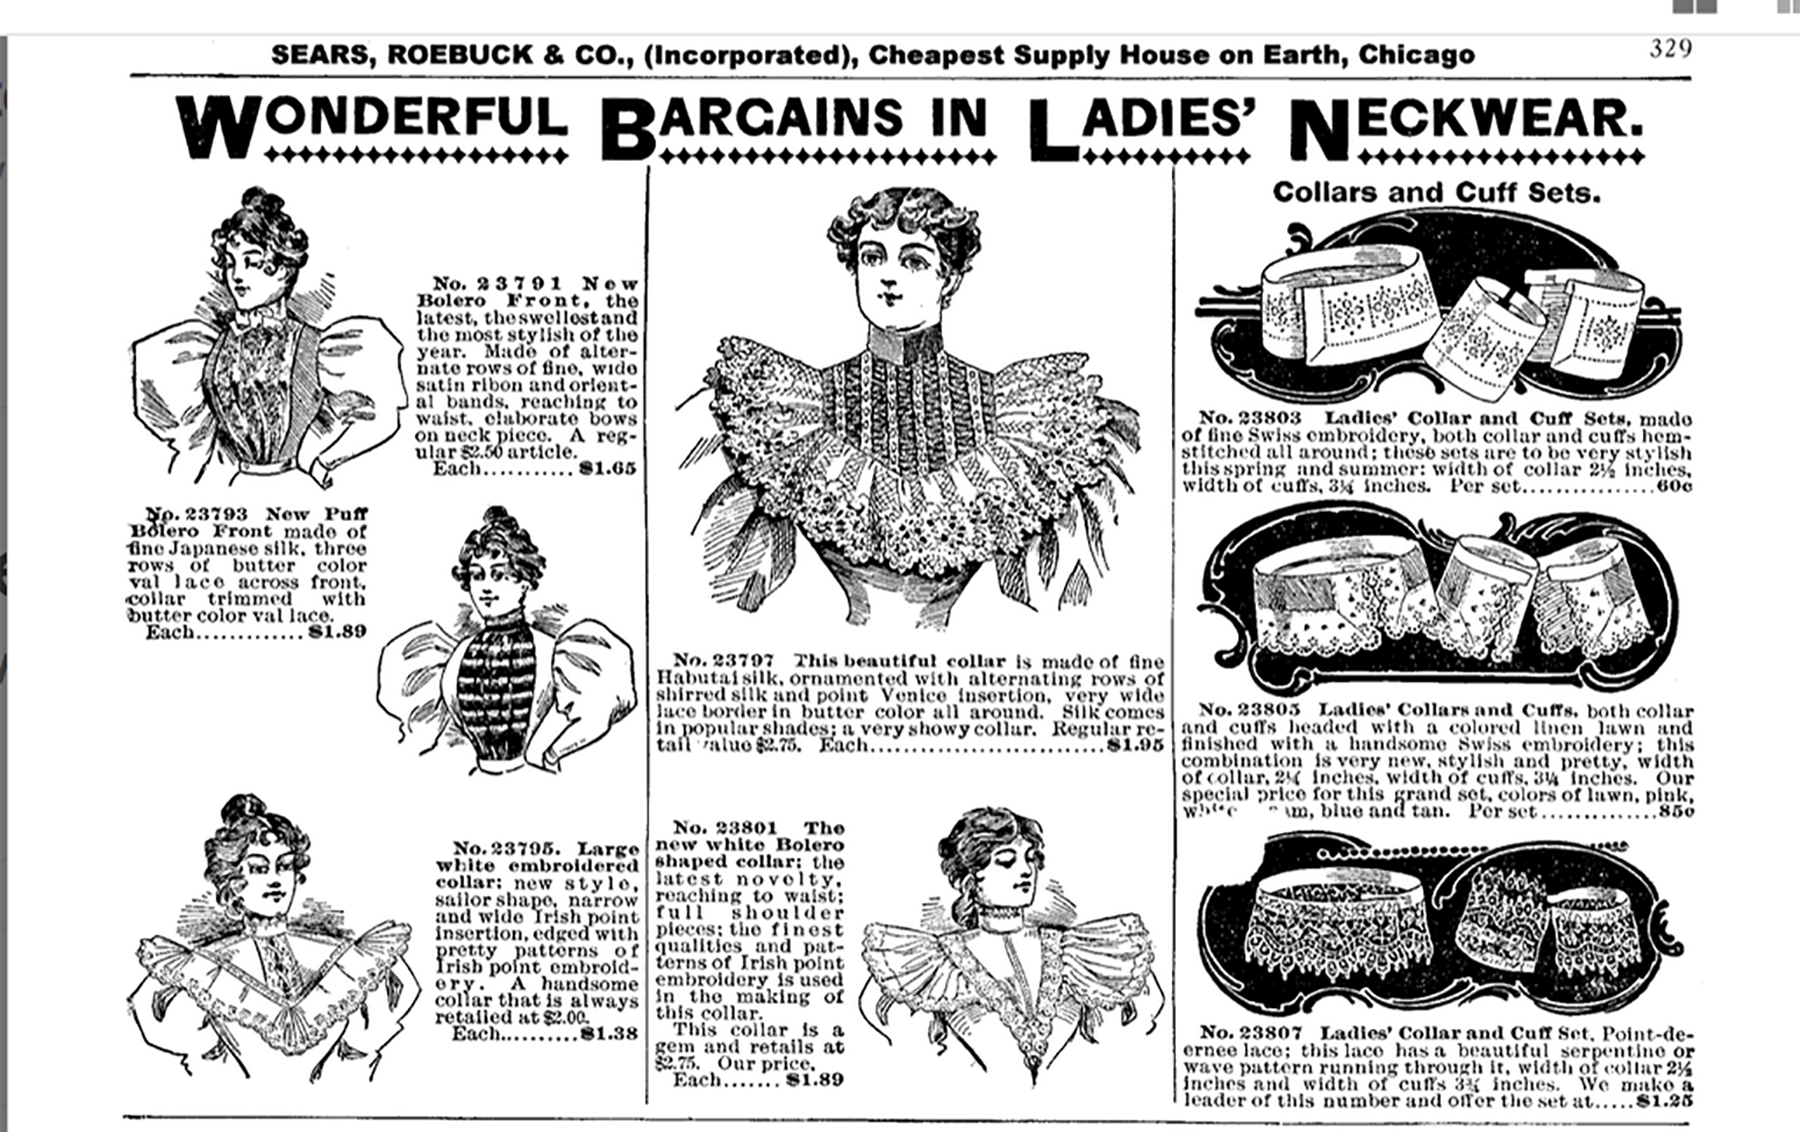 SEARS, ROEBUCK & CO., (Incorporated), Cheapest Supply House on Earth, Chicago
329
WONDERFUL BARGAINS IN LADIES' NECKWEAR.
No. 23791 New
Bolero Front, the
latest, the swellest and
the most stylish of the
year. Made of alter-
nate rows of fine, wide
satin ribon and orient-
al bands, reaching to
waist, elaborate bows
on neck piece. A reg-
ular $2.50 article.
Each........... $1.65
No. 23793 New Puff
Bolero Front made of
fine Japanese silk, three
rows of butter color
val lace across front,
collar trimmed with
butter color val lace.
Each............. $1.89
No. 23795. Large
white embroidered
collar; new style,
sailor shape, narrow
and wide Irish point
insertion, edged with
pretty patterns of
Irish point embroid-
ery. A handsome
collar that is always
retailed at $2.00.
Each......... $1.38
No. 23797 This beautiful collar is made of fine
Habutai silk, ornamented with alternating rows of
shirred silk and point Venice insertion, very wide
lace border in butter color all around. Silk comes
in popular shades; a very showy collar. Regular re-
tail value $2.75. Each............................$1.95
No. 23801 The
new white Bolero
shaped collar; the
latest novelty,
reaching to waist;
full shoulder
pieces; the finest
qualities and pat-
terns of Irish point
embroidery is used
in the making of
this collar.
This collar is a
gem and retails at
$2.75. Our price,
Each....... $1.89
Collars and Cuff Sets.
No. 23803 Ladies' Collar and Cuff Sets, made
of fine Swiss embroidery, both collar and cuffs hem-
stitched all around; these sets are to be very stylish
this spring and summer; width of collar 2½ inches,
width of cuffs, 3¼ inches. Per set................60c
No. 23805 Ladies' Collars and Cuffs, both collar
and cuffs headed with a colored linen lawn and
finished with a handsome Swiss embroidery; this
combination is very new, stylish and pretty, width
of collar, 2¼ inches, width of cuffs, 3¼ inches. Our
special price for this grand set, colors of lawn, pink,
blue and tan. Per set..............85c
No. 23807 Ladies' Collar and Cuff Set, Point-de-
ernee lace; this lace has a beautiful serpentine or
wave pattern running through it, width of collar 2½
inches and width of cuffs 3¾ inches. We make a
leader of this number and offer the set at.....$1.25